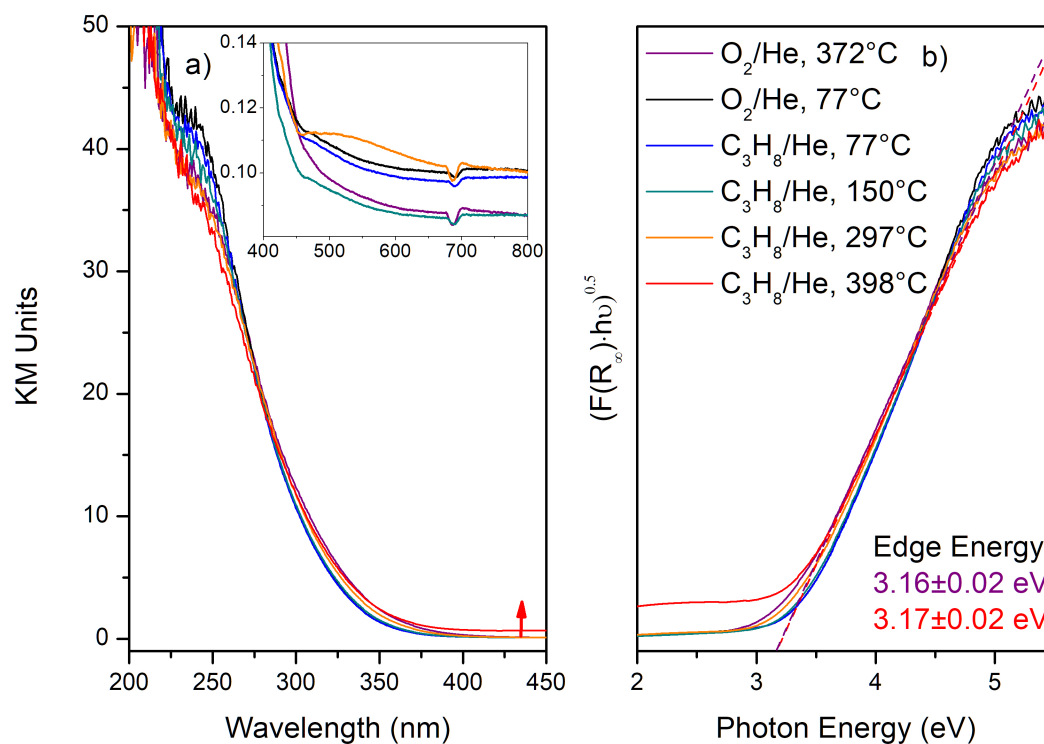 a)
KM Units
50
40
30
20
10
0
200 250 300 350 400 450
Wavelength (nm)
0.14
0.12
0.10
400 500 600 700 800
b)
O₂/He, 372°C
O₂/He, 77°C
C₃H₈/He, 77°C
C₃H₈/He, 150°C
C₃H₈/He, 297°C
C₃H₈/He, 398°C
(F(R∞)·hυ)⁰·⁵
Edge Energy
3.16±0.02 eV
3.17±0.02 eV
2 3 4 5
Photon Energy (eV)